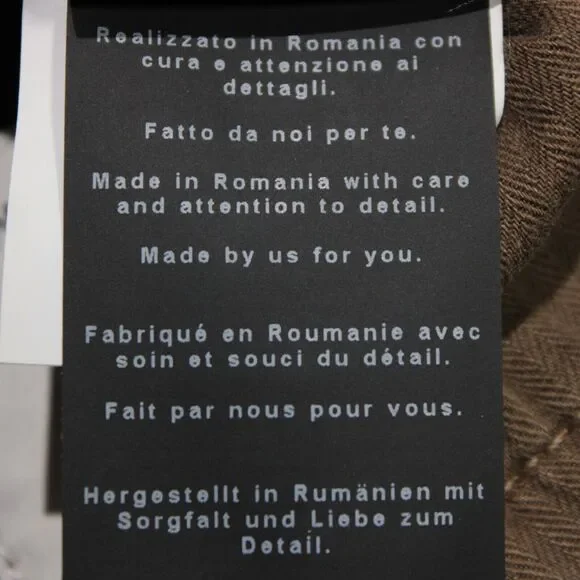 Realizzato in Romania con
cura e attenzione ai
dettagli.
Fatto da noi per te.
Made in Romania with care
and attention to detail.
Made by us for you.
Fabriqué en Roumanie avec
soin et souci du détail.
Fait par nous pour vous.
Hergestellt in Rumänien mit
Sorgfalt und Liebe zum
Detail.